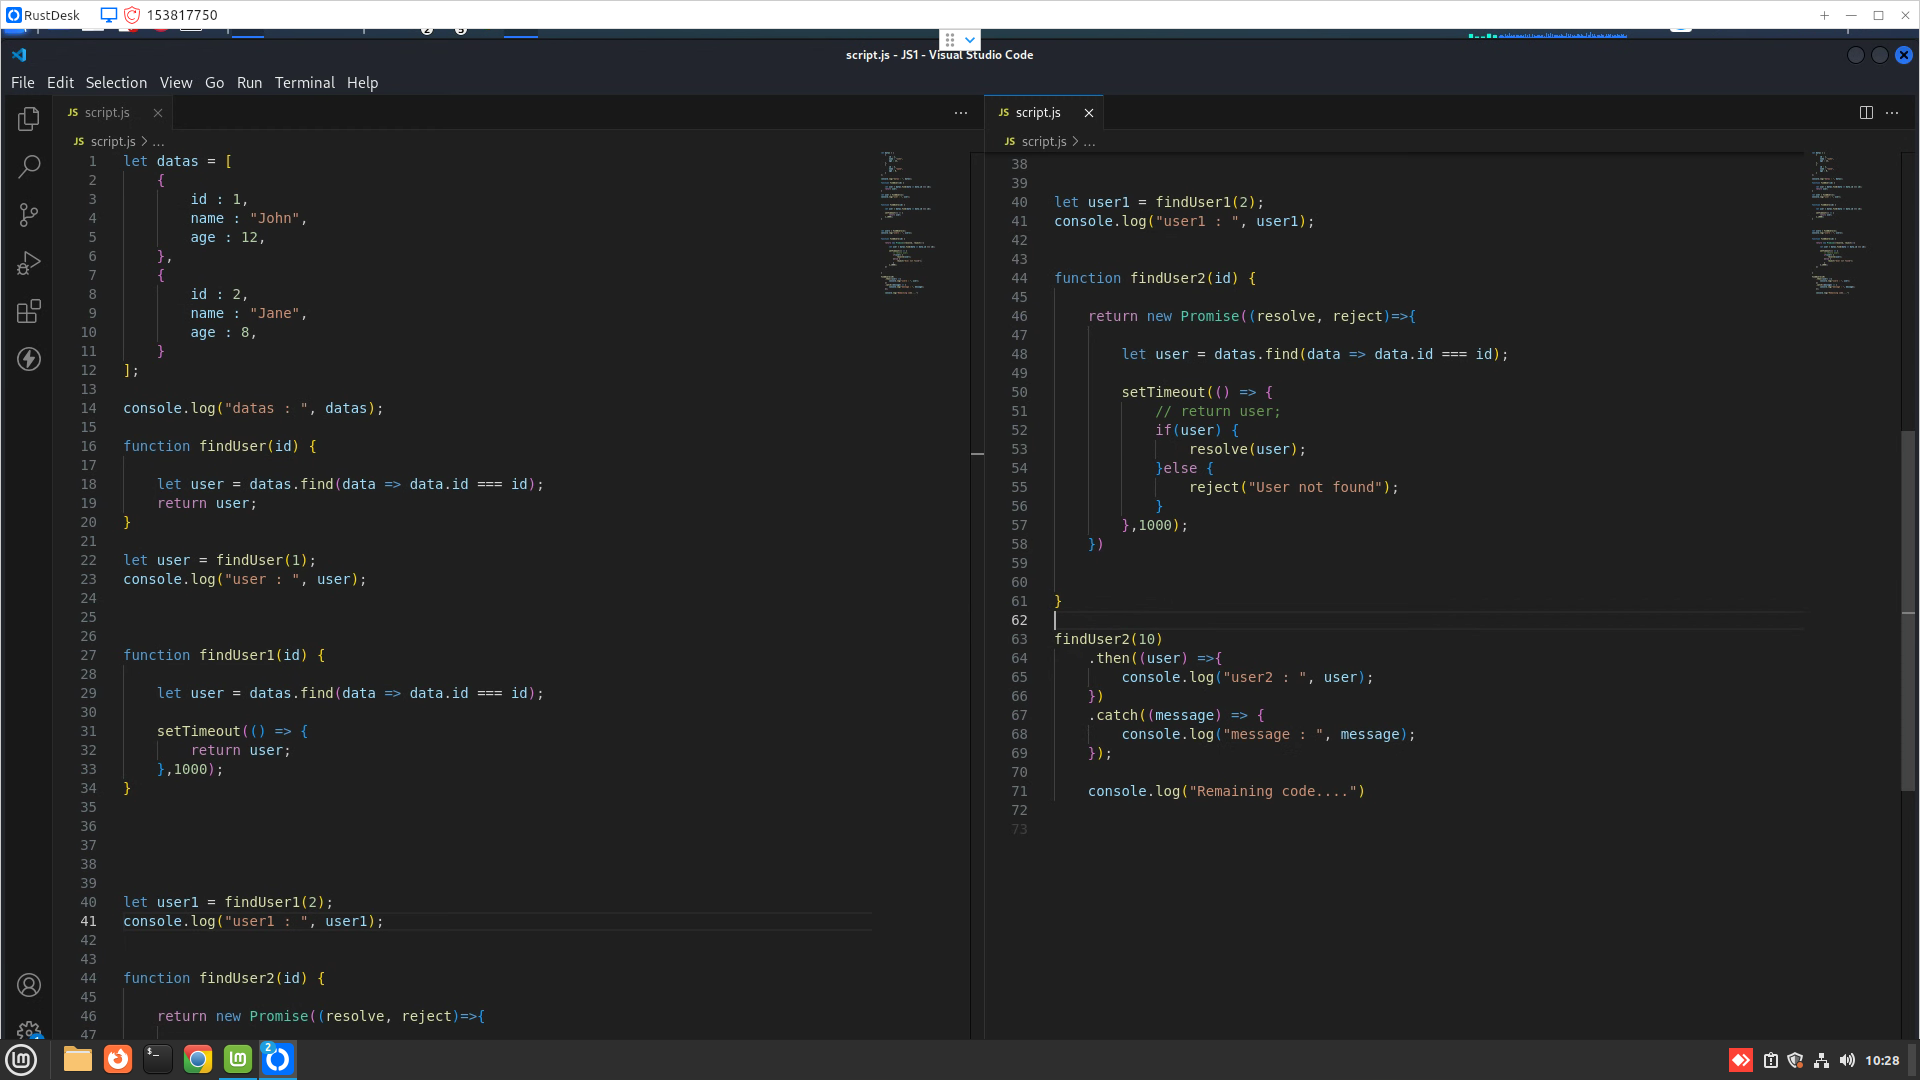 RustDesk 153817750
script.js - JS1 - Visual Studio Code
File Edit Selection View Go Run Terminal Help
JS script.js
JS script.js > ...
1 let datas = [
2 {
3 id : 1,
4 name : "John",
5 age : 12,
6 },
7 {
8 id : 2,
9 name : "Jane",
10 age : 8,
11 }
12 ];
13
14 console.log("datas : ", datas);
15
16 function findUser(id) {
17
18 let user = datas.find(data => data.id === id);
19 return user;
20 }
21
22 let user = findUser(1);
23 console.log("user : ", user);
24
25
26
27 function findUser1(id) {
28
29 let user = datas.find(data => data.id === id);
30
31 setTimeout(() => {
32 return user;
33 },1000);
34 }
35
36
37
38
39
40 let user1 = findUser1(2);
41 console.log("user1 : ", user1);
42
43
44 function findUser2(id) {
45
46 return new Promise((resolve, reject)=>{
47
JS script.js
JS script.js > ...
38
39
40 let user1 = findUser1(2);
41 console.log("user1 : ", user1);
42
43
44 function findUser2(id) {
45
46 return new Promise((resolve, reject)=>{
47
48 let user = datas.find(data => data.id === id);
49
50 setTimeout(() => {
51 // return user;
52 if(user) {
53 resolve(user);
54 }else {
55 reject("User not found");
56 }
57 },1000);
58 })
59
60
61 }
62
63 findUser2(10)
64 .then((user) =>{
65 console.log("user2 : ", user);
66 })
67 .catch((message) => {
68 console.log("message : ", message);
69 });
70
71 console.log("Remaining code....")
72
73
2
10:28